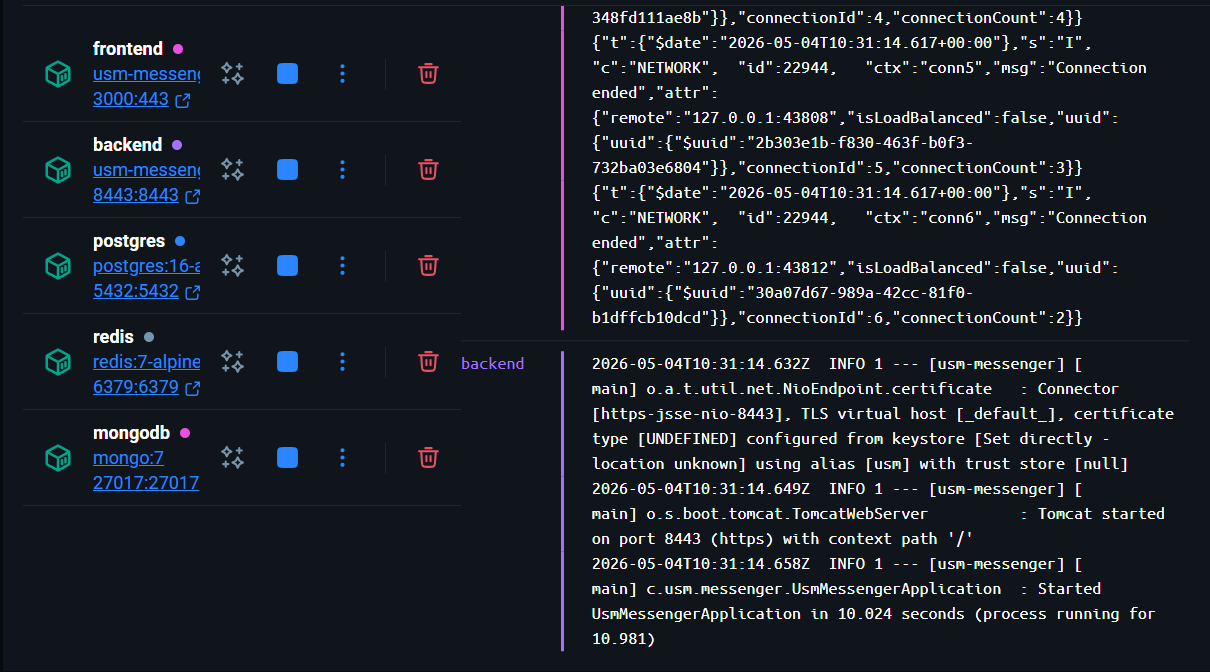 frontend
usm-messeng
3000:443
backend
usm-messeng
8443:8443
postgres
postgres:16-a
5432:5432
redis
redis:7-alpine
6379:6379
mongodb
mongo:7
27017:27017
348fd111ae8b"}},"connectionId":4,"connectionCount":4}}
{"t":{"$date":"2026-05-04T10:31:14.617+00:00"},"s":"I",
"c":"NETWORK",  "id":22944,   "ctx":"conn5","msg":"Connection
ended","attr":
{"remote":"127.0.0.1:43808","isLoadBalanced":false,"uuid":
{"uuid":{"$uuid":"2b303e1b-f830-463f-b0f3-
732ba03e6804"}},"connectionId":5,"connectionCount":3}}
{"t":{"$date":"2026-05-04T10:31:14.617+00:00"},"s":"I",
"c":"NETWORK",  "id":22944,   "ctx":"conn6","msg":"Connection
ended","attr":
{"remote":"127.0.0.1:43812","isLoadBalanced":false,"uuid":
{"uuid":{"$uuid":"30a07d67-989a-42cc-81f0-
b1dffcb10dcd"}},"connectionId":6,"connectionCount":2}}
backend
2026-05-04T10:31:14.632Z  INFO 1 --- [usm-messenger] [
main] o.a.t.util.net.NioEndpoint.certificate   : Connector
[https-jsse-nio-8443], TLS virtual host [_default_], certificate
type [UNDEFINED] configured from keystore [Set directly -
location unknown] using alias [usm] with trust store [null]
2026-05-04T10:31:14.649Z  INFO 1 --- [usm-messenger] [
main] o.s.boot.tomcat.TomcatWebServer          : Tomcat started
on port 8443 (https) with context path '/'
2026-05-04T10:31:14.658Z  INFO 1 --- [usm-messenger] [
main] c.usm.messenger.UsmMessengerApplication  : Started
UsmMessengerApplication in 10.024 seconds (process running for
10.981)